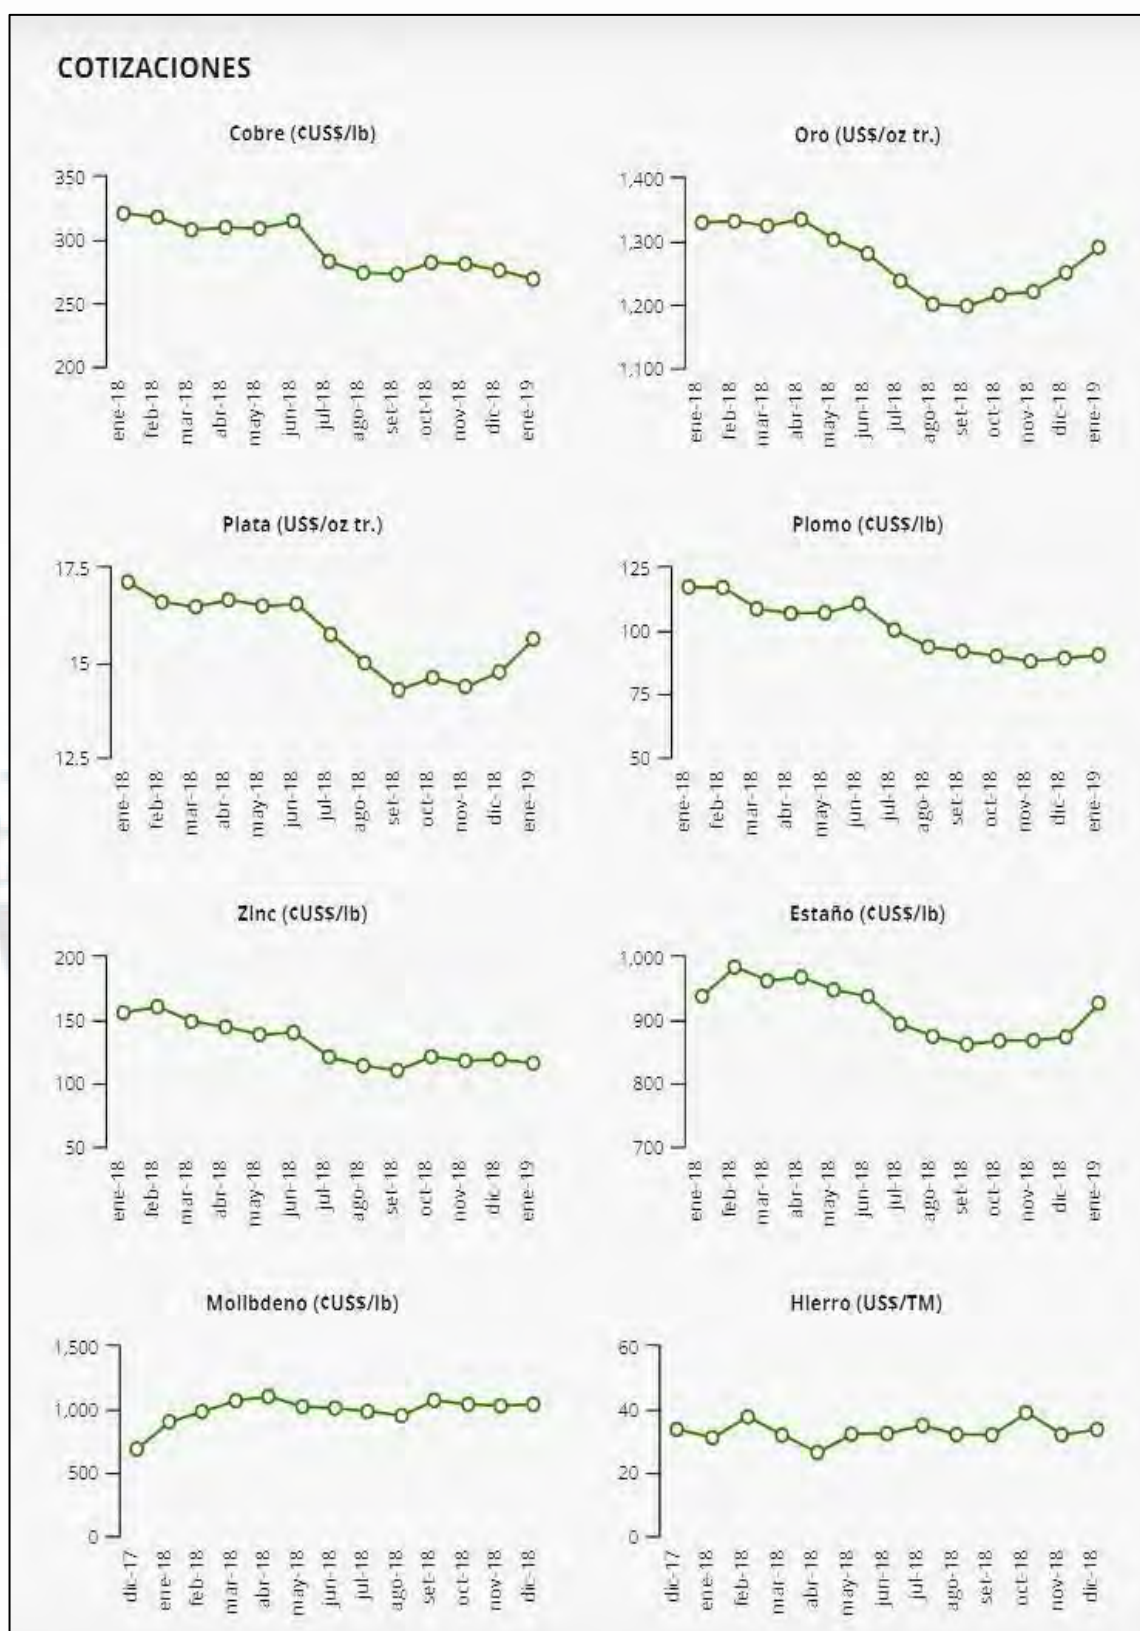 COTIZACIONES
Cobre (¢US$/lb)
350
300
250
200
ene-18
feb-18
mar-18
abr-18
may-18
jun-18
jul-18
ago-18
set-18
oct-18
nov-18
dic-18
ene-19
Oro (US$/oz tr.)
1,400
1,300
1,200
1,100
ene-18
feb-18
mar-18
abr-18
may-18
jun-18
jul-18
ago-18
set-18
oct-18
nov-18
dic-18
ene-19
Plata (US$/oz tr.)
17.5
15
12.5
ene-18
feb-18
mar-18
abr-18
may-18
jun-18
jul-18
ago-18
set-18
oct-18
nov-18
dic-18
ene-19
Plomo (¢US$/lb)
125
100
75
50
ene-18
feb-18
mar-18
abr-18
may-18
jun-18
jul-18
ago-18
set-18
oct-18
nov-18
dic-18
ene-19
Zinc (¢US$/lb)
200
150
100
50
ene-18
feb-18
mar-18
abr-18
may-18
jun-18
jul-18
ago-18
set-18
oct-18
nov-18
dic-18
ene-19
Estaño (¢US$/lb)
1,000
900
800
700
ene-18
feb-18
mar-18
abr-18
may-18
jun-18
jul-18
ago-18
set-18
oct-18
nov-18
dic-18
ene-19
Molibdeno (¢US$/lb)
1,500
1,000
500
0
dic-17
ene-18
feb-18
mar-18
abr-18
may-18
jun-18
jul-18
ago-18
set-18
oct-18
nov-18
dic-18
Hierro (US$/TM)
60
40
20
0
dic-17
ene-18
feb-18
mar-18
abr-18
may-18
jun-18
jul-18
ago-18
set-18
oct-18
nov-18
dic-18